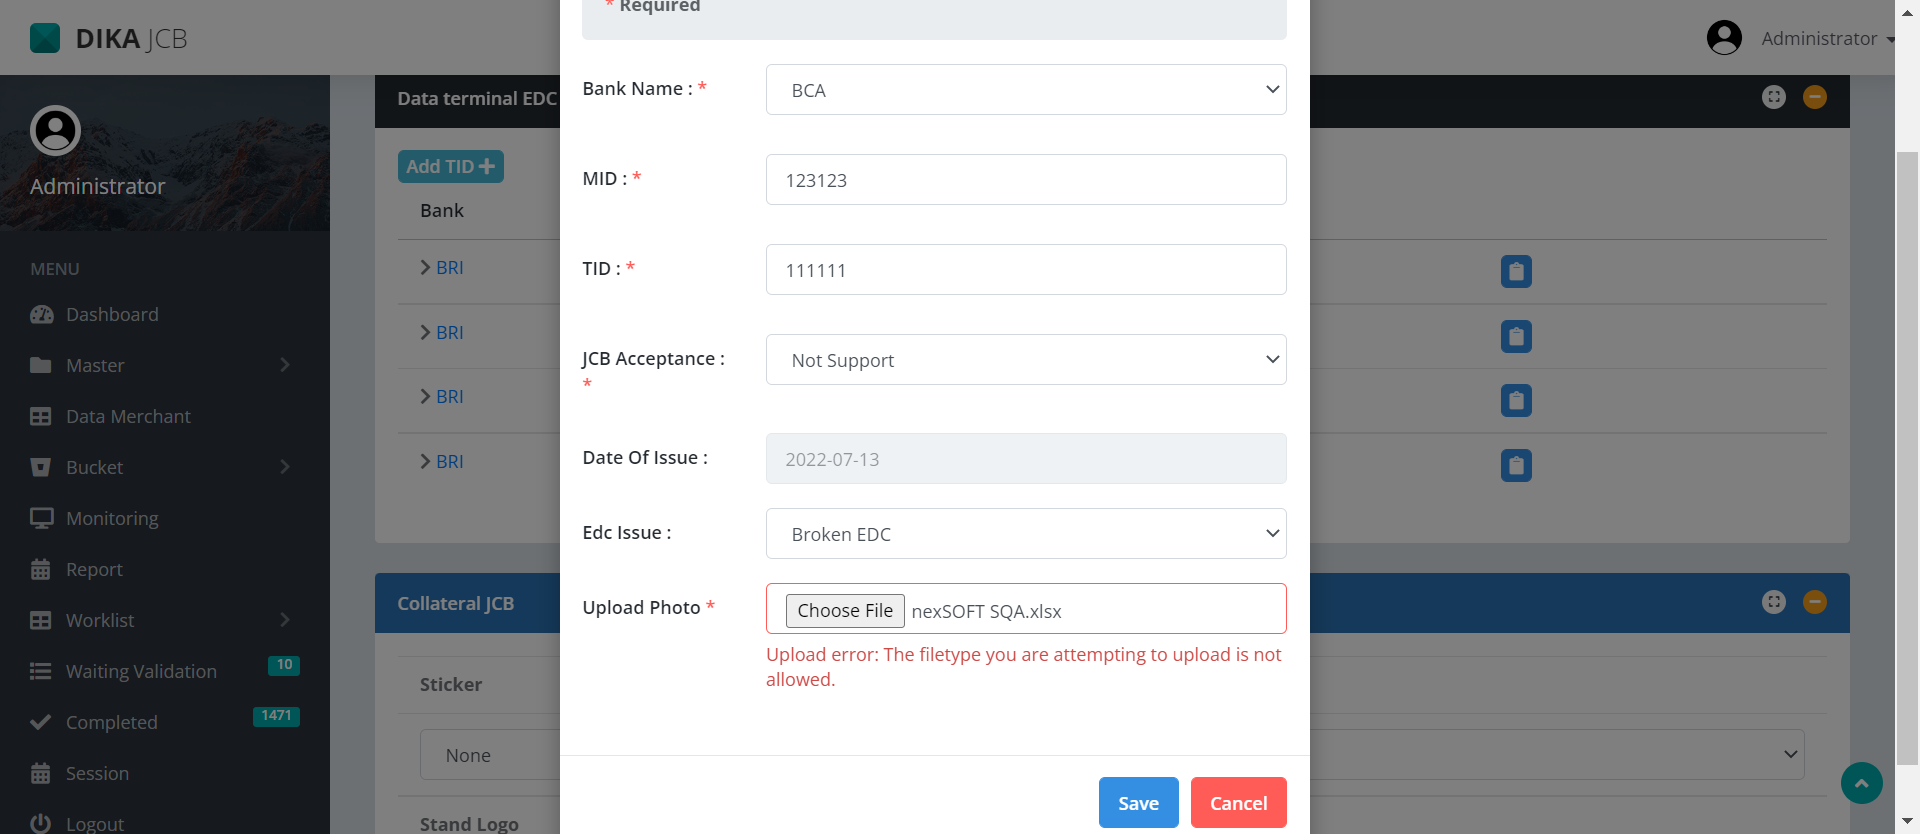 DIKA JCB
Administrator
Administrator
MENU
Dashboard
Master
Data Merchant
Bucket
Monitoring
Report
Worklist
Waiting Validation 10
Completed 1471
Session
Logout
Data terminal EDC
Add TID
Bank
BRI
BRI
BRI
BRI
Collateral JCB
Sticker
None
Stand Logo
* Required
Bank Name : *
BCA
MID : *
123123
TID : *
111111
JCB Acceptance :
*
Not Support
Date Of Issue :
2022-07-13
Edc Issue :
Broken EDC
Upload Photo *
Choose File nexSOFT SQA.xlsx
Upload error: The filetype you are attempting to upload is not
allowed.
Save
Cancel